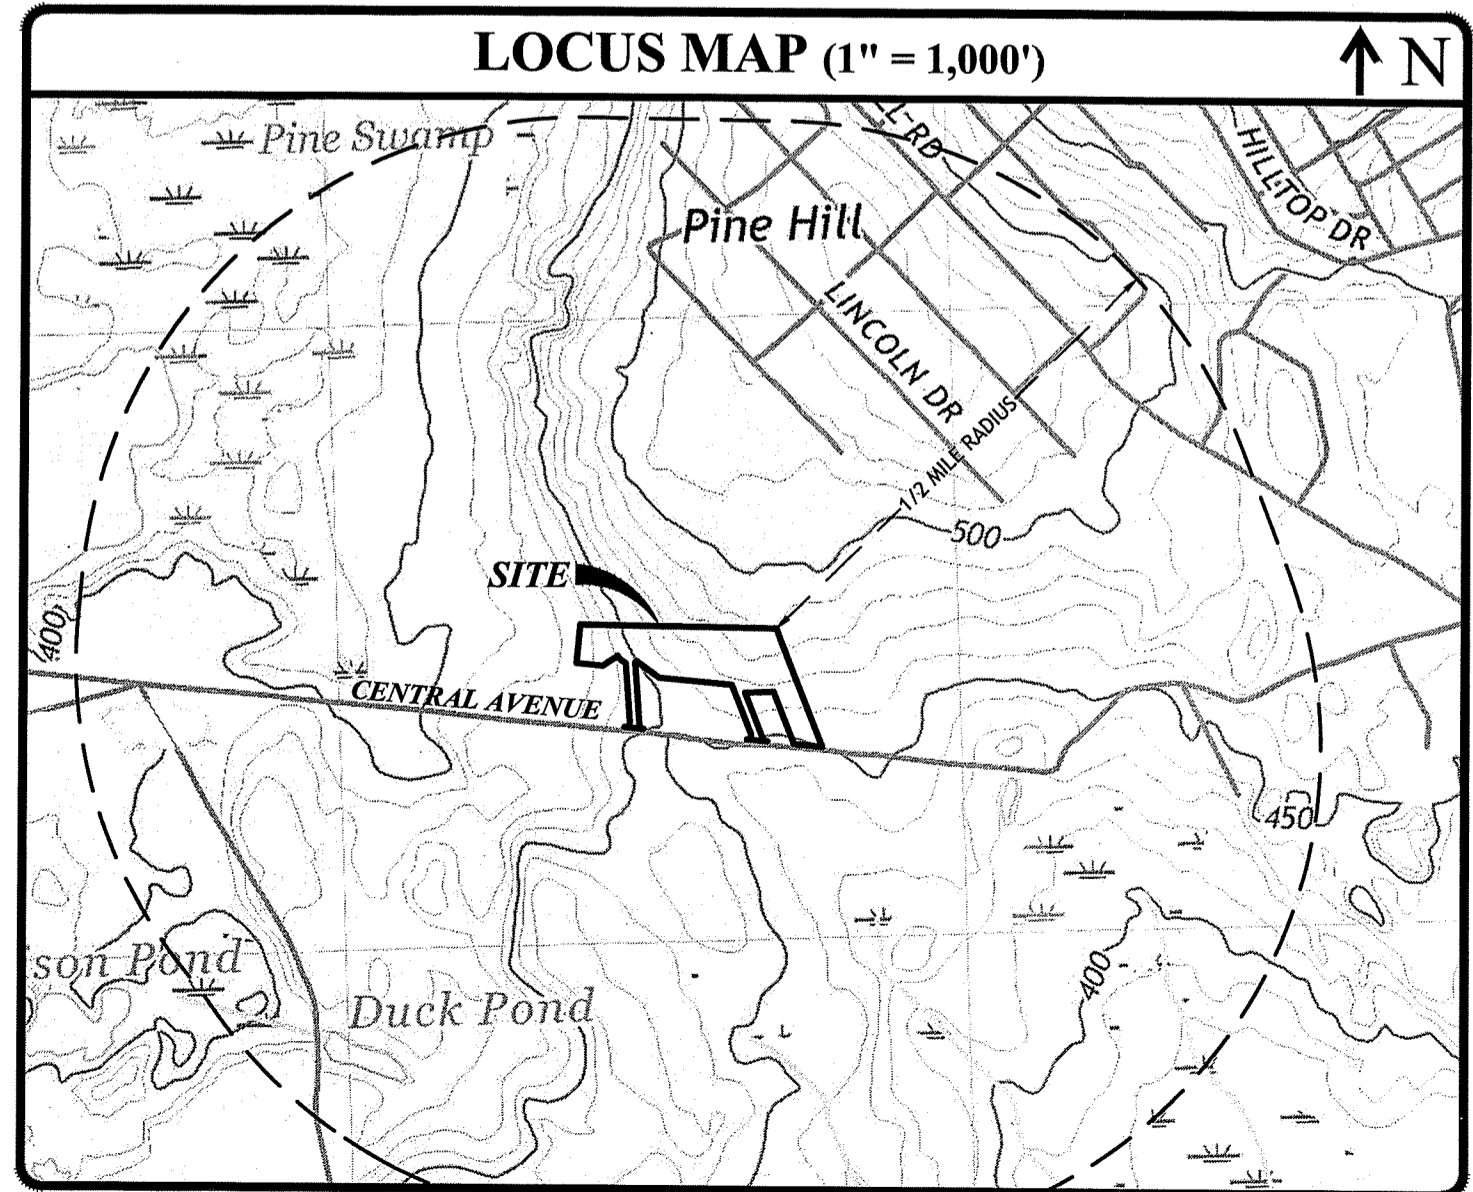 LOCUS MAP (1" = 1,000')
N
Pine Swamp
L-RD
HILLTOP DR
Pine Hill
LINCOLN DR
1/2 MILE RADIUS
500
SITE
400
CENTRAL AVENUE
450
son Pond
400
Duck Pond